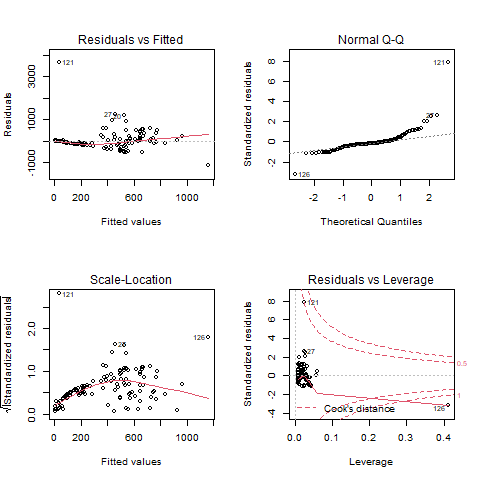 Residuals vs Fitted
Residuals
-1000 1000 3000
121
27
0 200 600 1000
Fitted values
Normal Q-Q
Standardized residuals
-2 0 2 4 6 8
121
126
-2 -1 0 1 2
Theoretical Quantiles
Scale-Location
√|Standardized residuals|
0.0 1.0 2.0
121
126
0 200 600 1000
Fitted values
Residuals vs Leverage
Standardized residuals
-4 -2 0 2 4 6 8
121
27
0.5
1
Cook's distance
126
0.0 0.1 0.2 0.3 0.4
Leverage